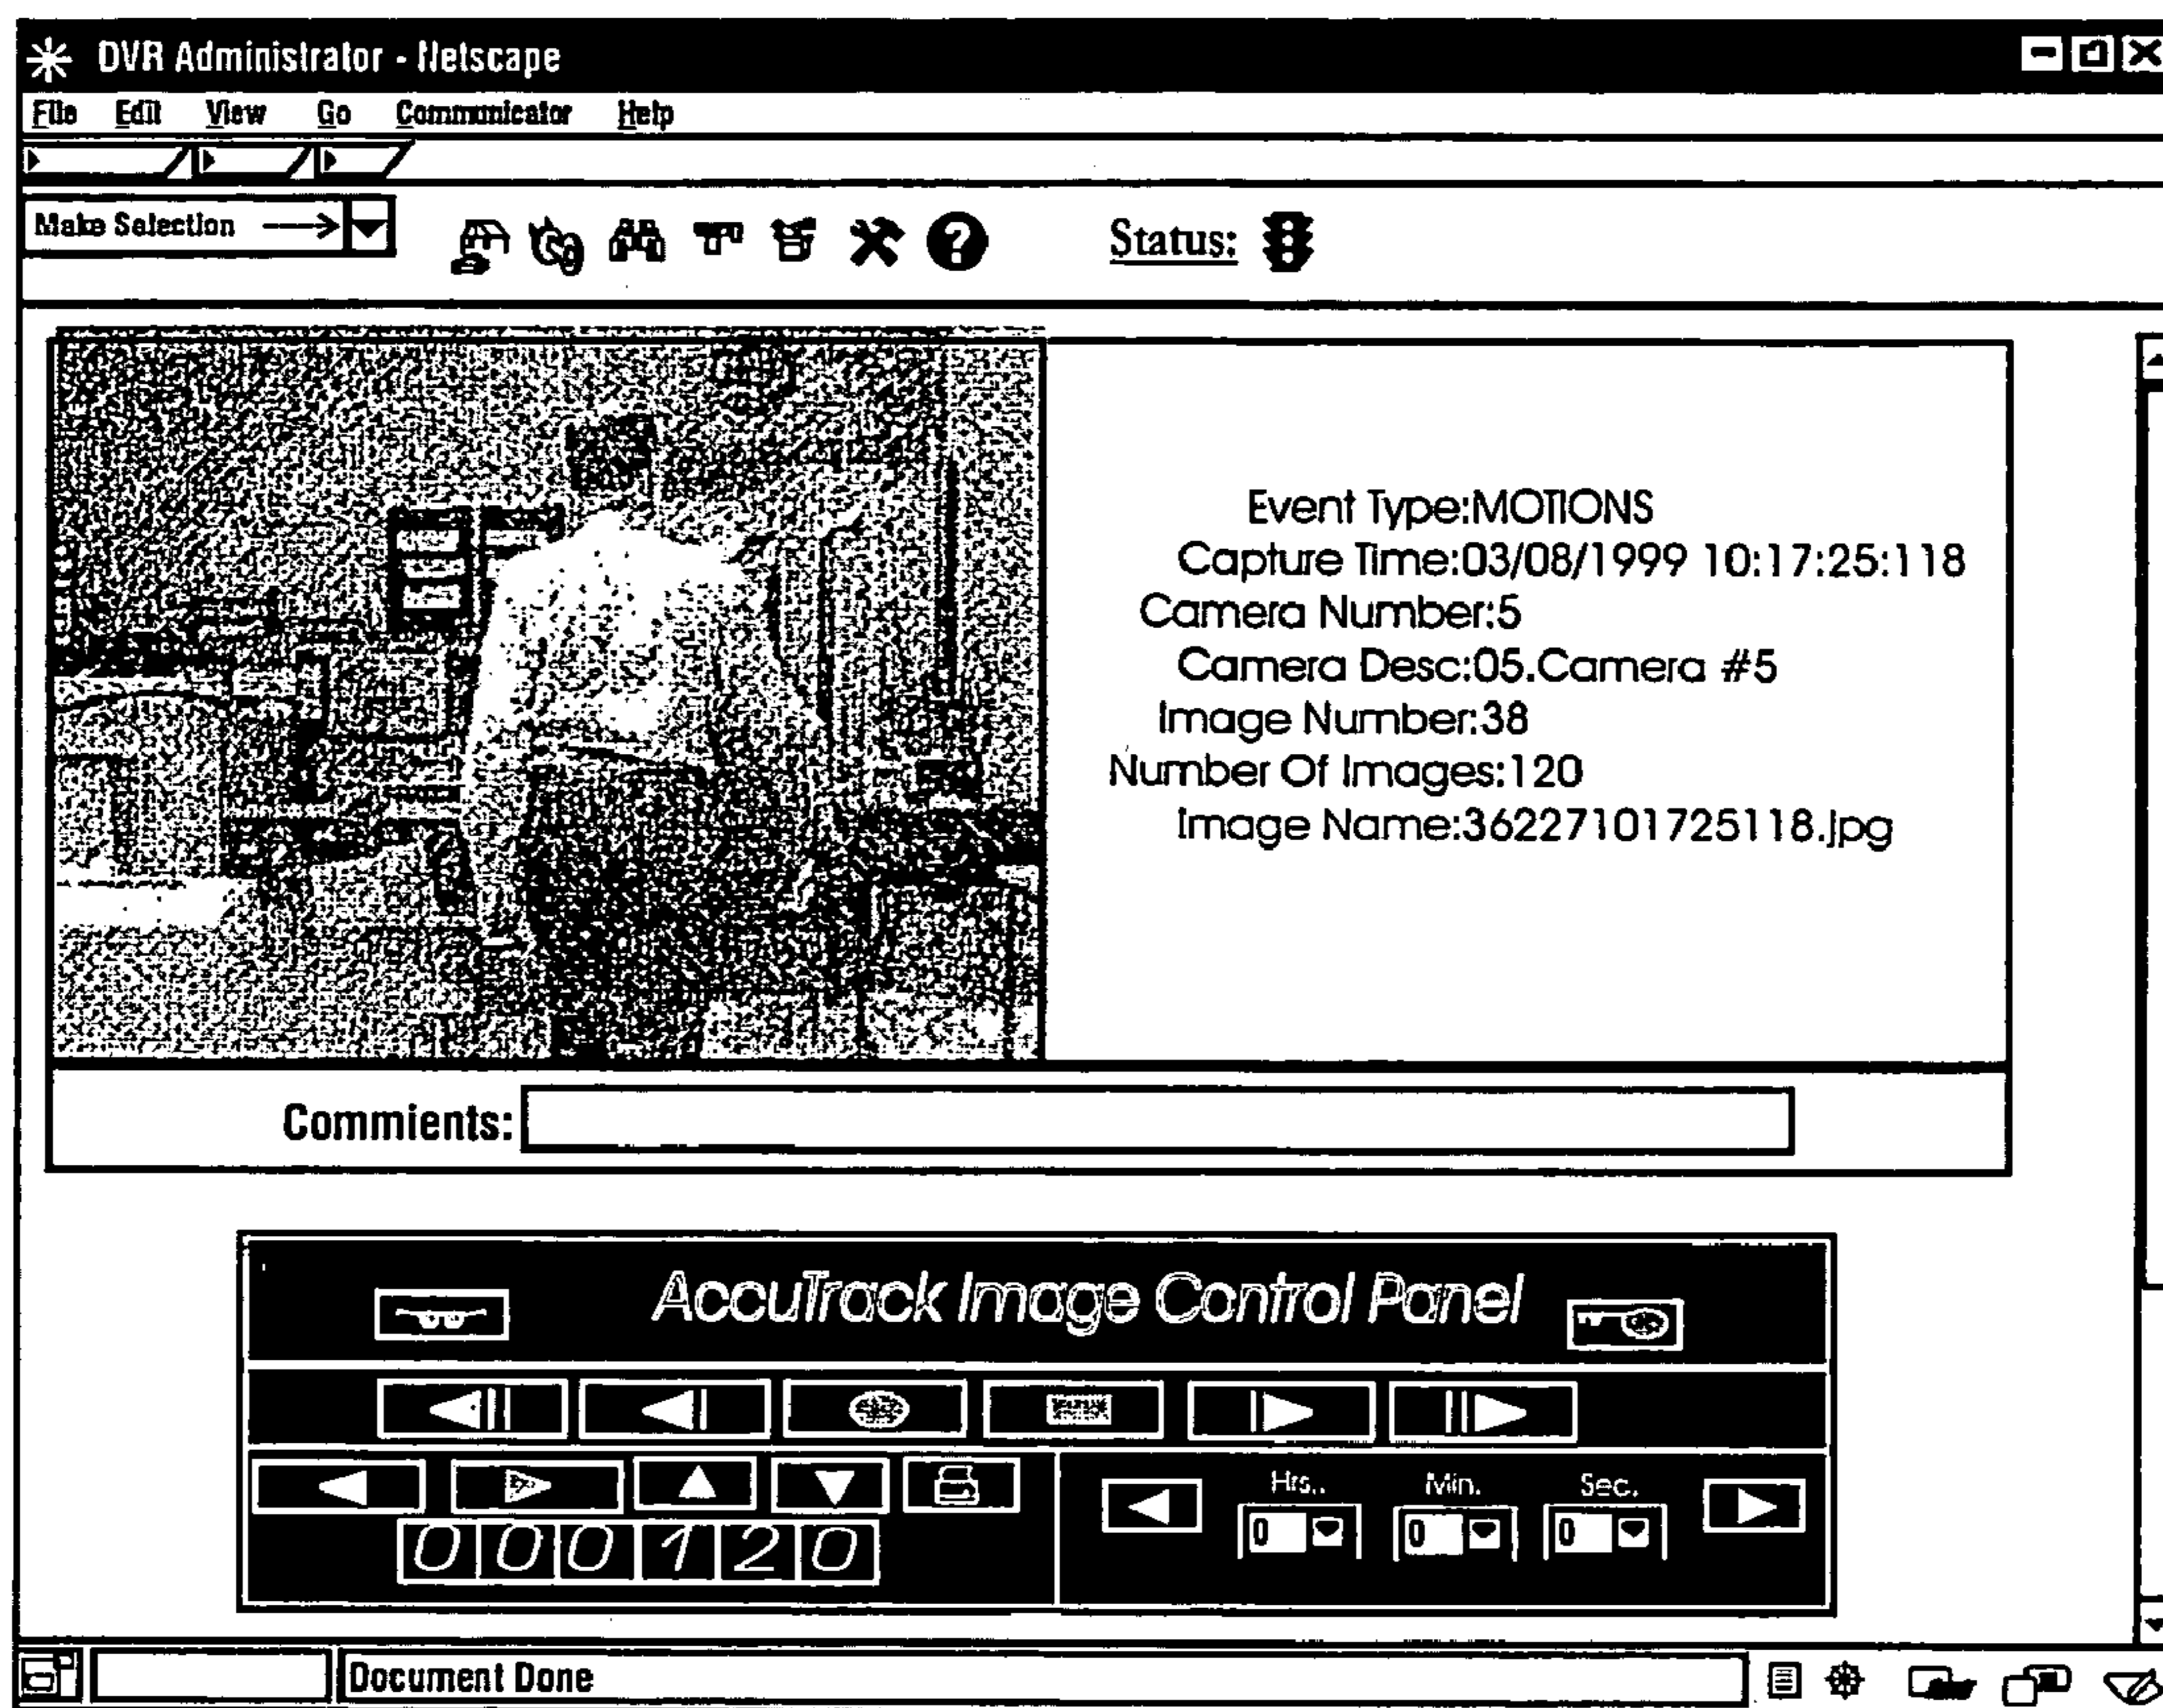 DVR Administrator - Netscape
File Edit View Go Communicator Help
Make Selection
Status:
Event Type:MOTIONS
Capture Time:03/08/1999 10:17:25:118
Camera Number:5
Camera Desc:05.Camera #5
Image Number:38
Number Of Images:120
Image Name:36227101725118.jpg
Commients:
AccuTrack Image Control Panel
Hrs.. Min. Sec.
0 0 0
000120
Document Done